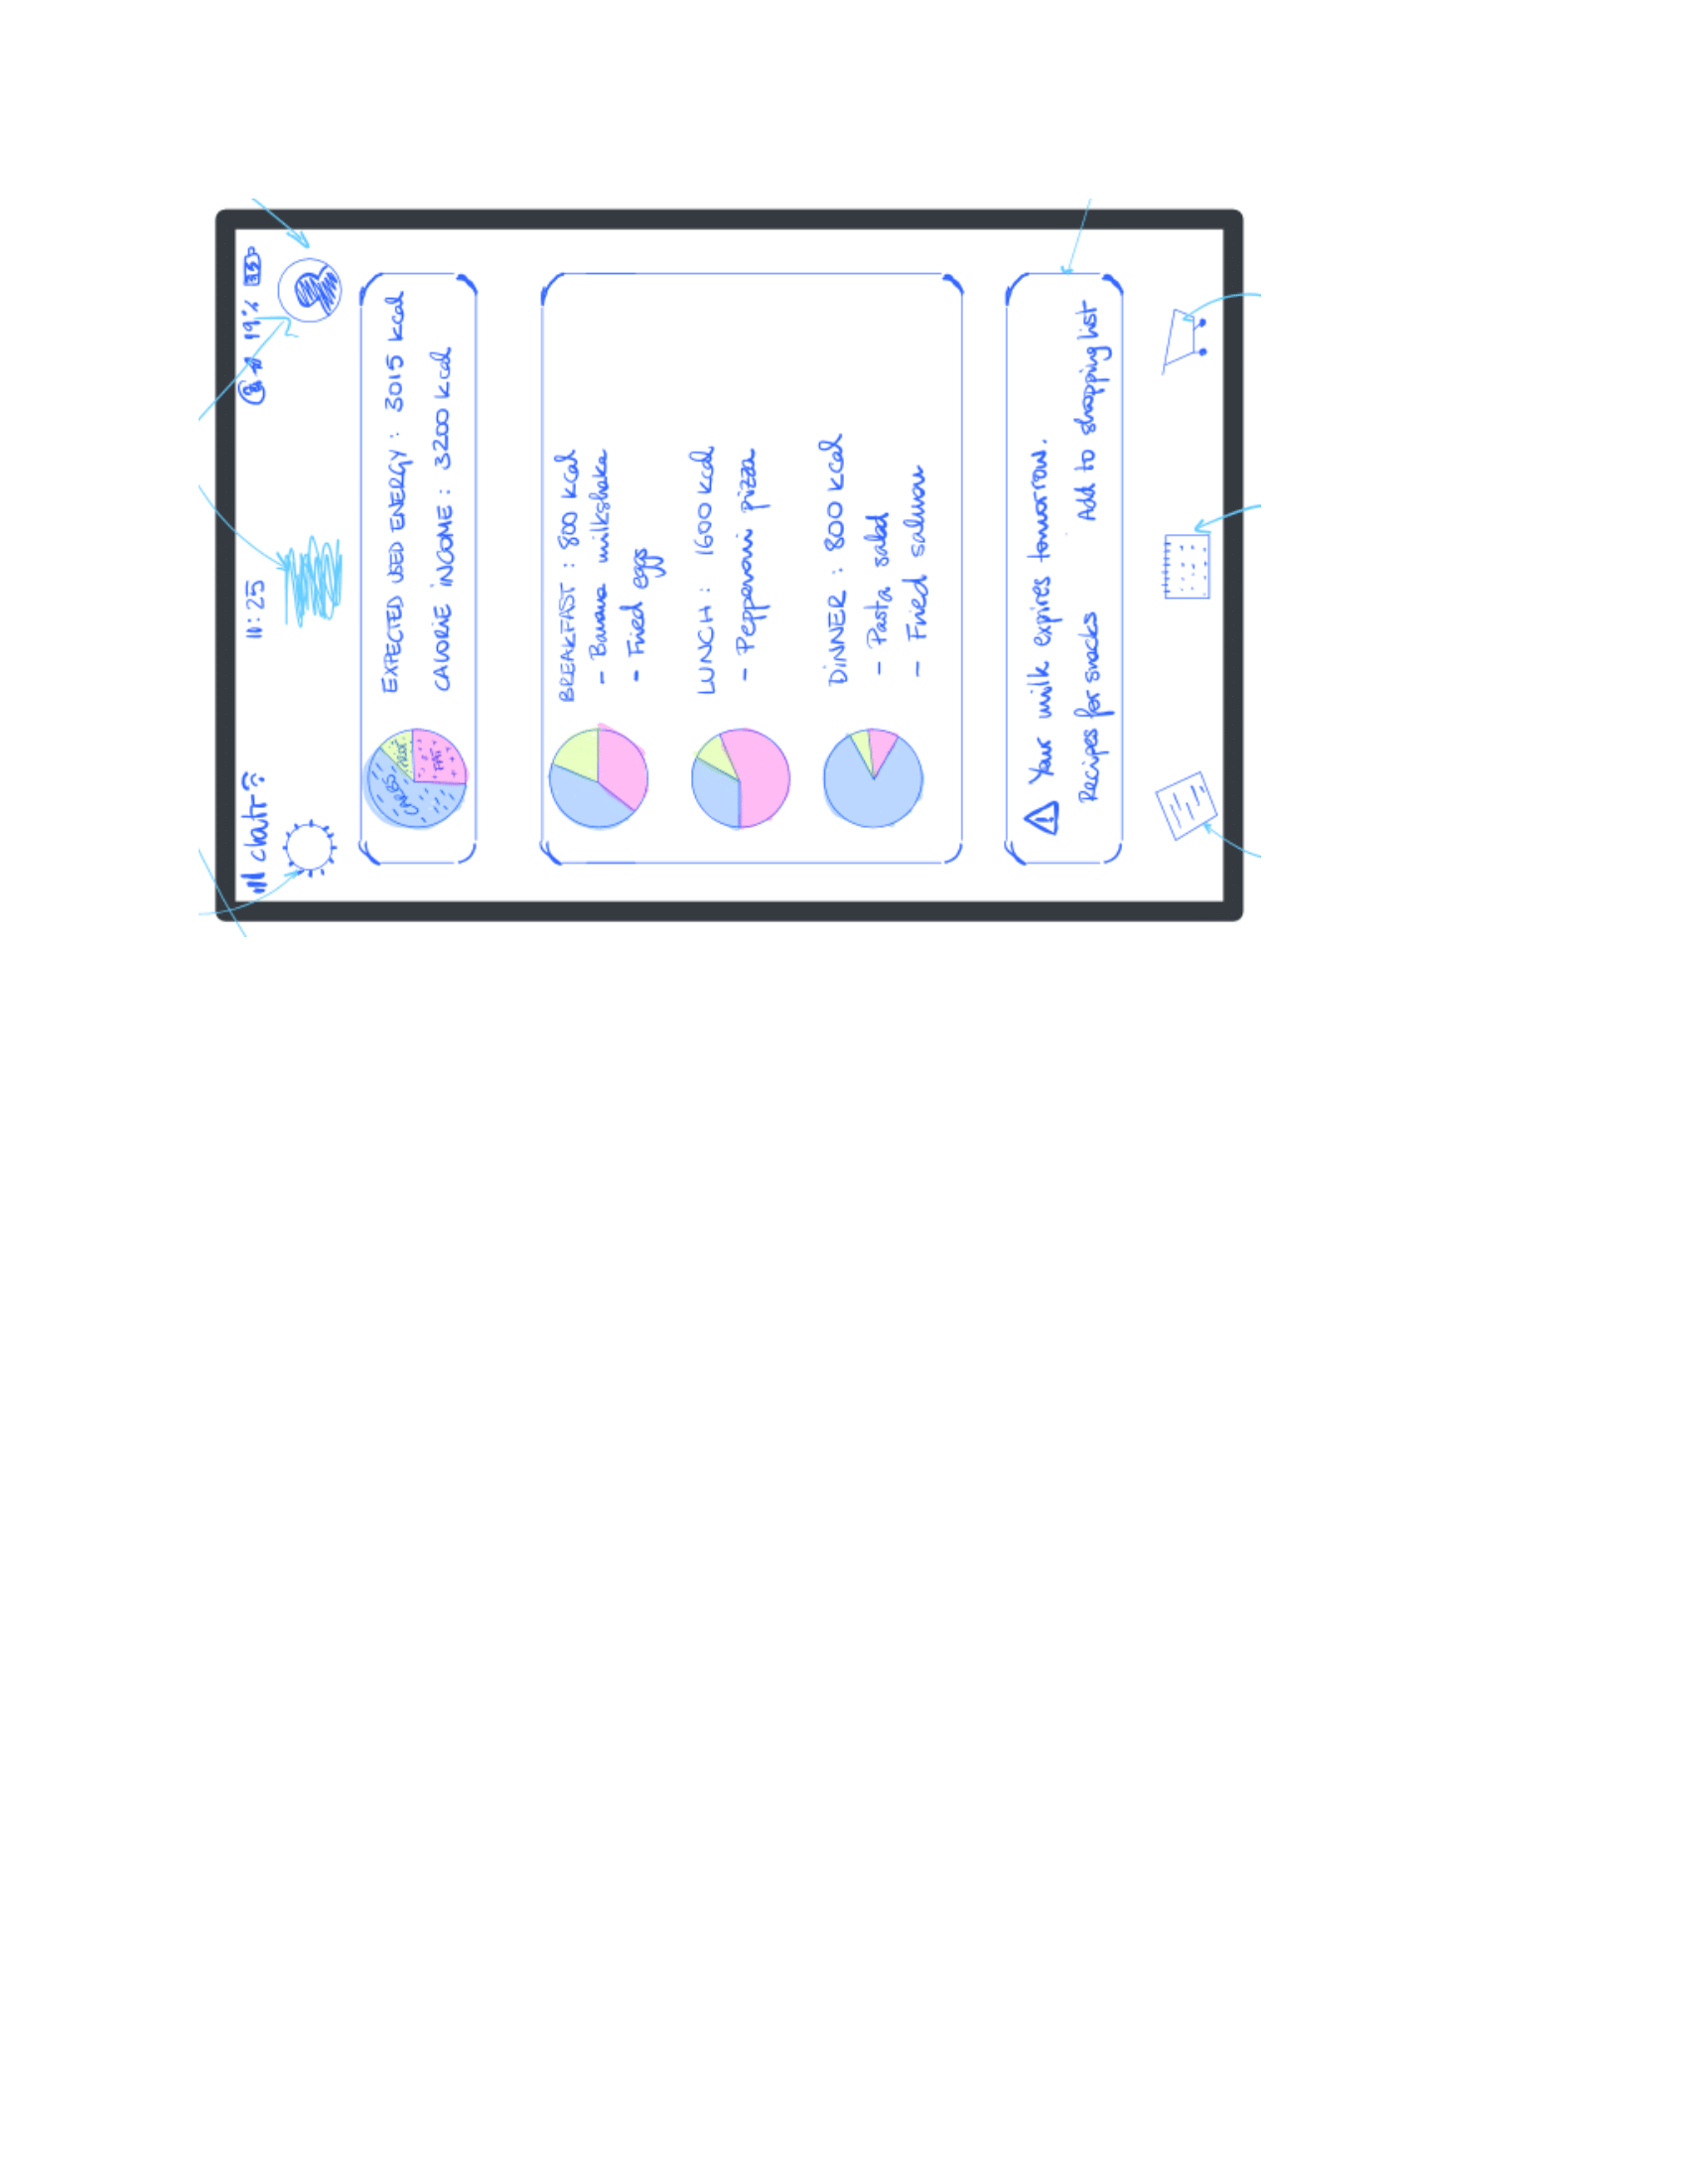 chatr 10:25 49%
EXPECTED USED ENERGY: 3015 kcal
CALORIE INCOME: 3200 kcal
CARBS
PROT
FAT
BREAKFAST: 800 kcal
- Banana milkshake
- Fried eggs
LUNCH: 1600 kcal
- Pepperoni pizza
DINNER: 800 kcal
- Pasta salad
- Fried salmon
! Your milk expires tomorrow.
Recipes for snacks Add to shopping list